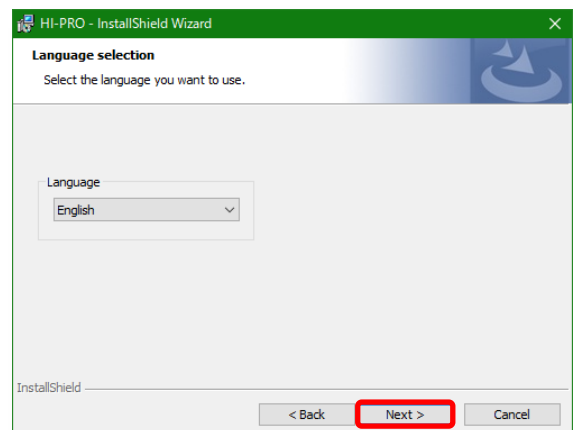 HI-PRO - InstallShield Wizard
Language selection
Select the language you want to use.
Language
English
InstallShield
< Back Next > Cancel